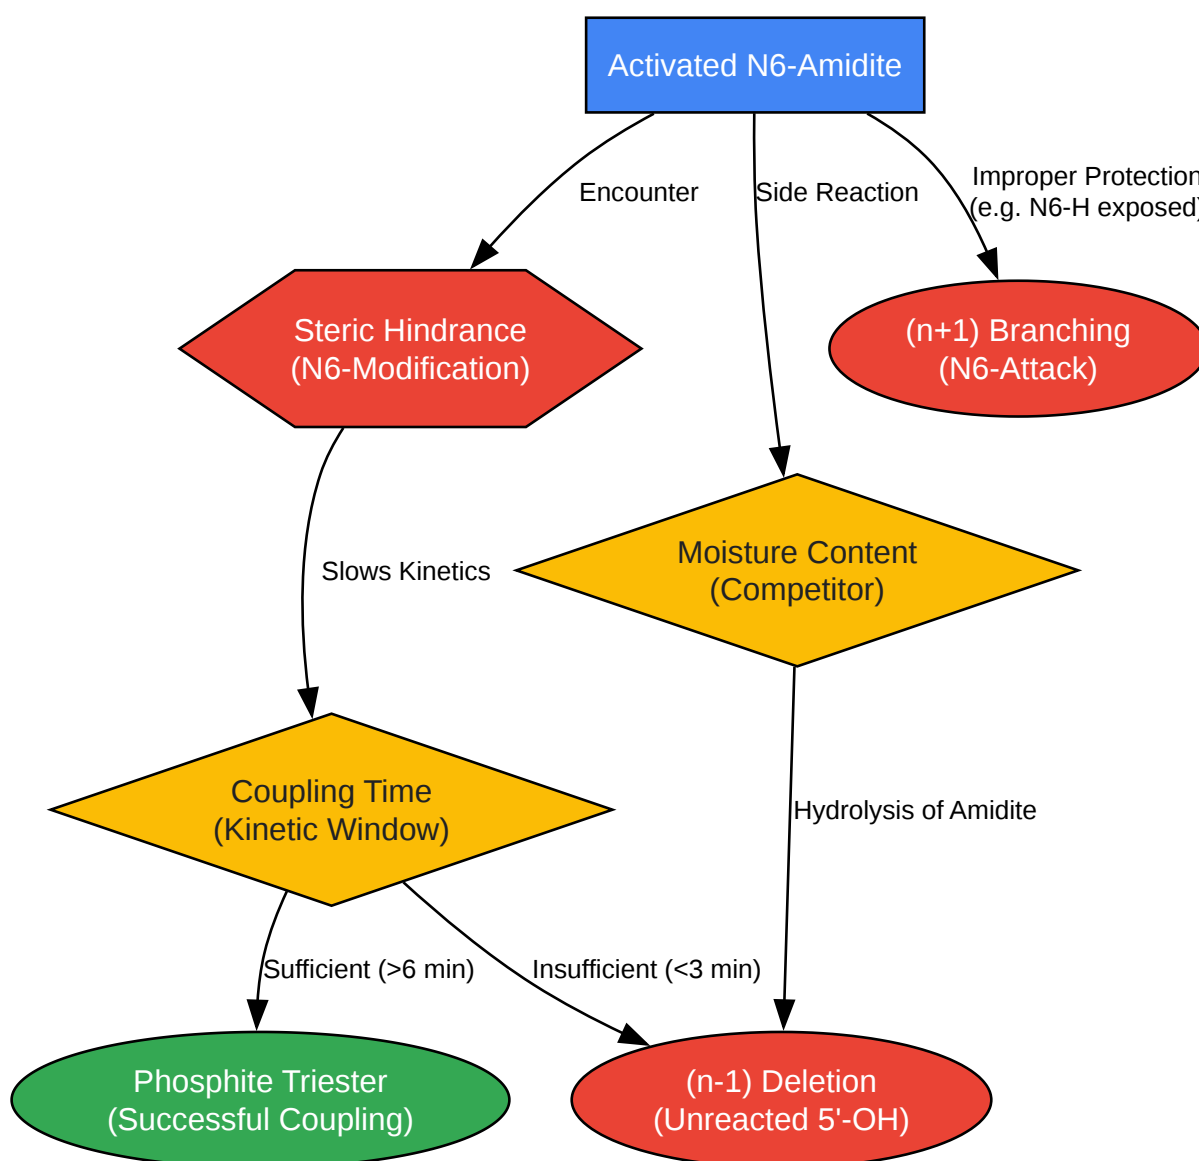 Activated N6-Amidite
Encounter
Side Reaction
Improper Protection
(e.g. N6-H exposed)
Steric Hindrance
(N6-Modification)
(n+1) Branching
(N6-Attack)
Slows Kinetics
Moisture Content
(Competitor)
Coupling Time
(Kinetic Window)
Hydrolysis of Amidite
Sufficient (>6 min)
Insufficient (<3 min)
Phosphite Triester
(Successful Coupling)
(n-1) Deletion
(Unreacted 5'-OH)